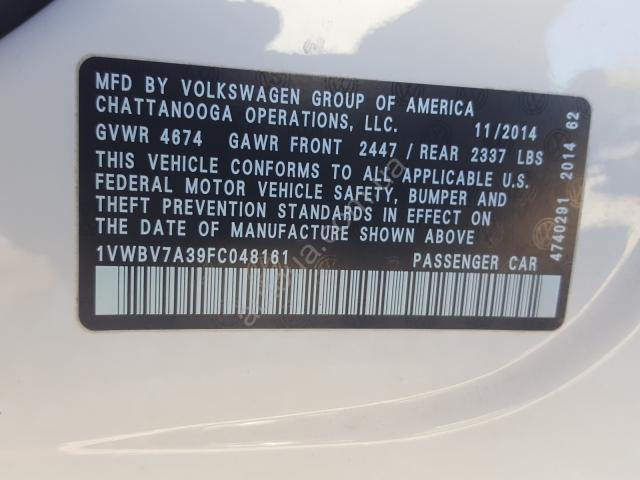 MFD BY VOLKSWAGEN GROUP OF AMERICA
CHATTANOOGA OPERATIONS, LLC. 11/2014
GVWR 4674 GAWR FRONT 2447 / REAR 2337 LBS
THIS VEHICLE CONFORMS TO ALL APPLICABLE U.S.
FEDERAL MOTOR VEHICLE SAFETY, BUMPER AND
THEFT PREVENTION STANDARDS IN EFFECT ON
THE DATE OF MANUFACTURE SHOWN ABOVE
1VWBV7A39FC048161 PASSENGER CAR
4740291 2014 62